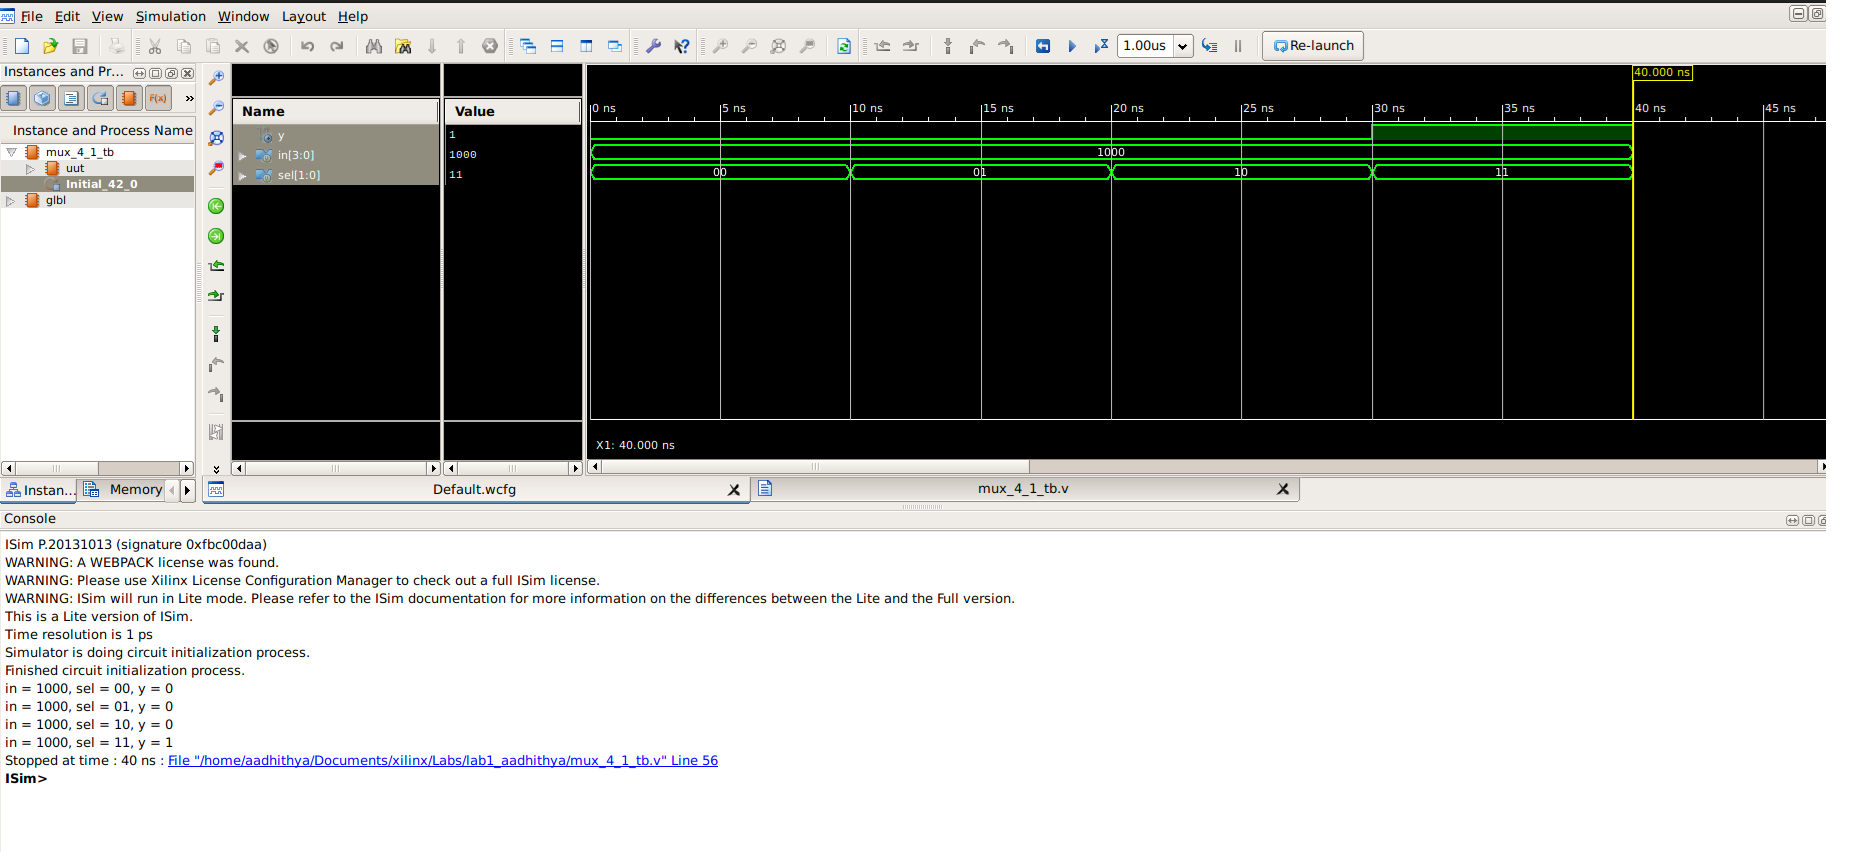 File Edit View Simulation Window Layout Help
1.00us Re-launch
Instances and Pr...
F(x) »
Instance and Process Name
mux_4_1_tb
uut
Initial_42_0
glbl
Name Value
y 1
in[3:0] 1000
sel[1:0] 11
40.000 ns
0 ns 5 ns 10 ns 15 ns 20 ns 25 ns 30 ns 35 ns 40 ns 45 ns
1000
00 01 10 11
X1: 40.000 ns
Instan... Memory Default.wcfg mux_4_1_tb.v
Console
ISim P.20131013 (signature 0xfbc00daa)
WARNING: A WEBPACK license was found.
WARNING: Please use Xilinx License Configuration Manager to check out a full ISim license.
WARNING: ISim will run in Lite mode. Please refer to the ISim documentation for more information on the differences between the Lite and the Full version.
This is a Lite version of ISim.
Time resolution is 1 ps
Simulator is doing circuit initialization process.
Finished circuit initialization process.
in = 1000, sel = 00, y = 0
in = 1000, sel = 01, y = 0
in = 1000, sel = 10, y = 0
in = 1000, sel = 11, y = 1
Stopped at time : 40 ns : File "/home/aadhithya/Documents/xilinx/Labs/lab1_aadhithya/mux_4_1_tb.v" Line 56
ISim>